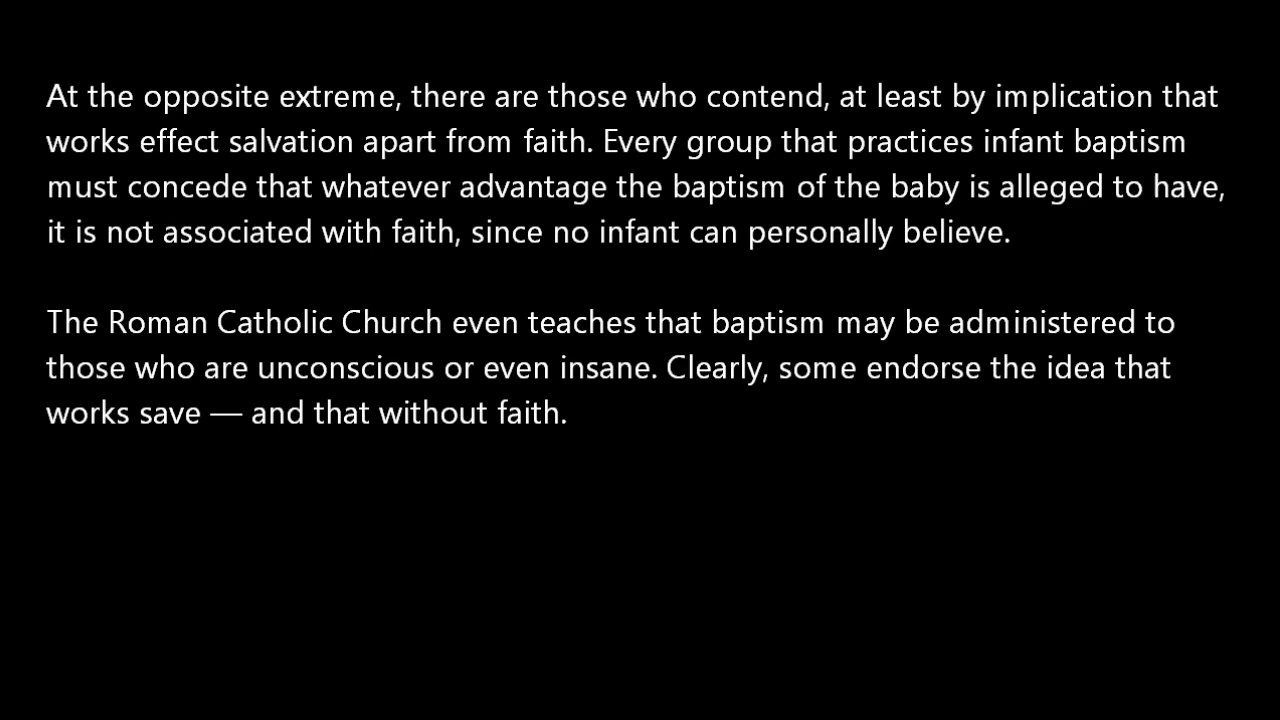 At the opposite extreme, there are those who contend, at least by implication that
works effect salvation apart from faith. Every group that practices infant baptism
must concede that whatever advantage the baptism of the baby is alleged to have,
it is not associated with faith, since no infant can personally believe.
The Roman Catholic Church even teaches that baptism may be administered to
those who are unconscious or even insane. Clearly, some endorse the idea that
works save — and that without faith.